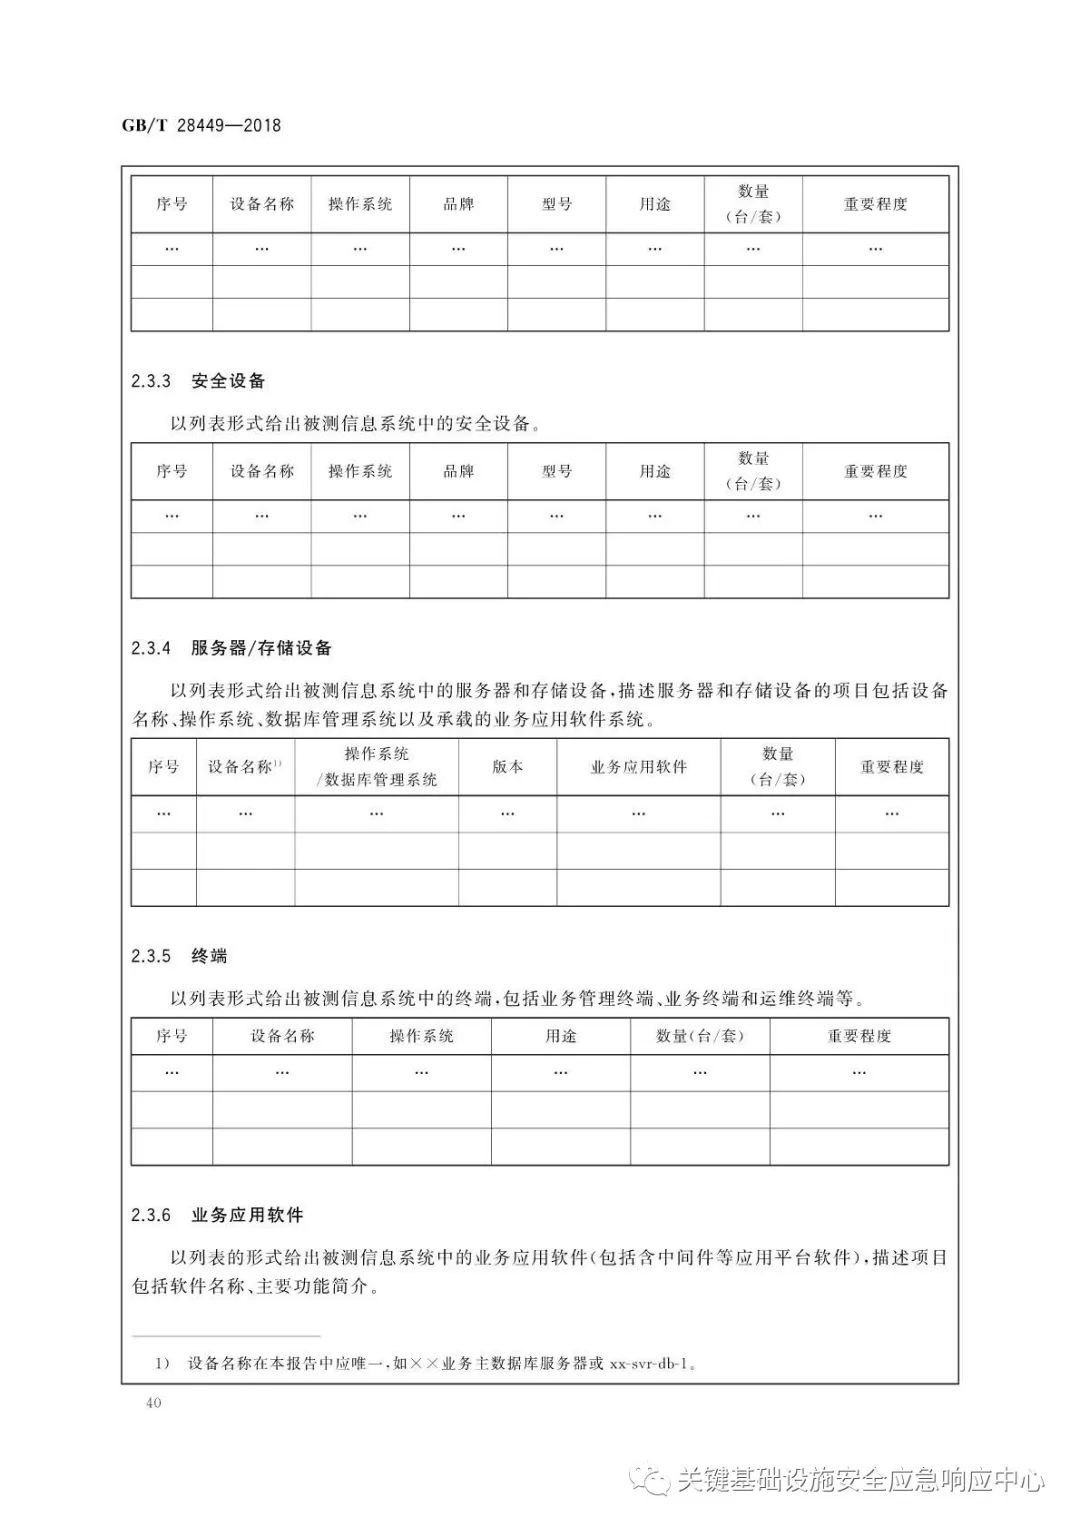 GB/T 28449—2018
序号 设备名称 操作系统 品牌 型号 用途 数量（台/套） 重要程度
… … … … … … … …
2.3.3 安全设备
以列表形式给出被测信息系统中的安全设备。
序号 设备名称 操作系统 品牌 型号 用途 数量（台/套） 重要程度
… … … … … … … …
2.3.4 服务器/存储设备
以列表形式给出被测信息系统中的服务器和存储设备,描述服务器和存储设备的项目包括设备
名称、操作系统、数据库管理系统以及承载的业务应用软件系统。
序号 设备名称1) 操作系统/数据库管理系统 版本 业务应用软件 数量（台/套） 重要程度
… … … … … … …
2.3.5 终端
以列表形式给出被测信息系统中的终端,包括业务管理终端、业务终端和运维终端等。
序号 设备名称 操作系统 用途 数量(台/套) 重要程度
… … … … … …
2.3.6 业务应用软件
以列表的形式给出被测信息系统中的业务应用软件(包括含中间件等应用平台软件),描述项目
包括软件名称、主要功能简介。
1) 设备名称在本报告中应唯一,如××业务主数据库服务器或 xx-svr-db-1。
40
关键基础设施安全应急响应中心